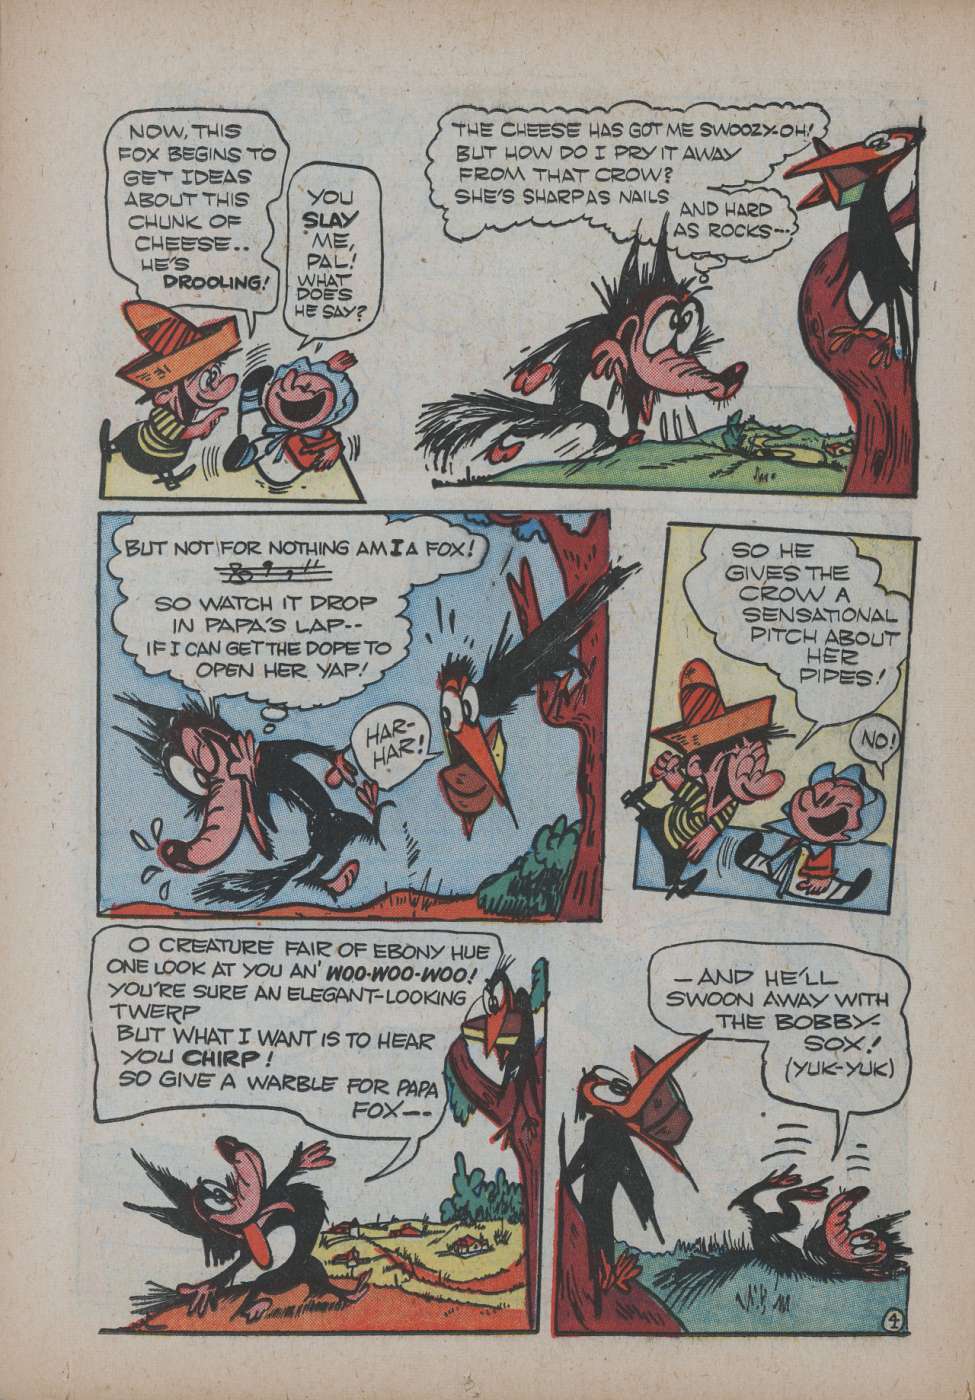 NOW, THIS
FOX BEGINS TO
GET IDEAS
ABOUT THIS
CHUNK OF
CHEESE..
HE'S
DROOLING!
YOU
SLAY
ME,
PAL!
WHAT
DOES
HE SAY?
THE CHEESE HAS GOT ME SWOOZY-OH!
BUT HOW DO I PRY IT AWAY
FROM THAT CROW?
SHE'S SHARP AS NAILS
AND HARD
AS ROCKS---
BUT NOT FOR NOTHING AM I A FOX!
SO WATCH IT DROP
IN PAPA'S LAP--
IF I CAN GET THE DOPE TO
OPEN HER YAP!
HAR-
HAR!
SO HE
GIVES THE
CROW A
SENSATIONAL
PITCH ABOUT
HER
PIPES!
NO!
O CREATURE FAIR OF EBONY HUE
ONE LOOK AT YOU AN' WOO-WOO-WOO!
YOU'RE SURE AN ELEGANT-LOOKING
TWERP
BUT WHAT I WANT IS TO HEAR
YOU CHIRP!
SO GIVE A WARBLE FOR PAPA
FOX---
—AND HE'LL
SWOON AWAY WITH
THE BOBBY-
SOX!
(YUK-YUK)
4